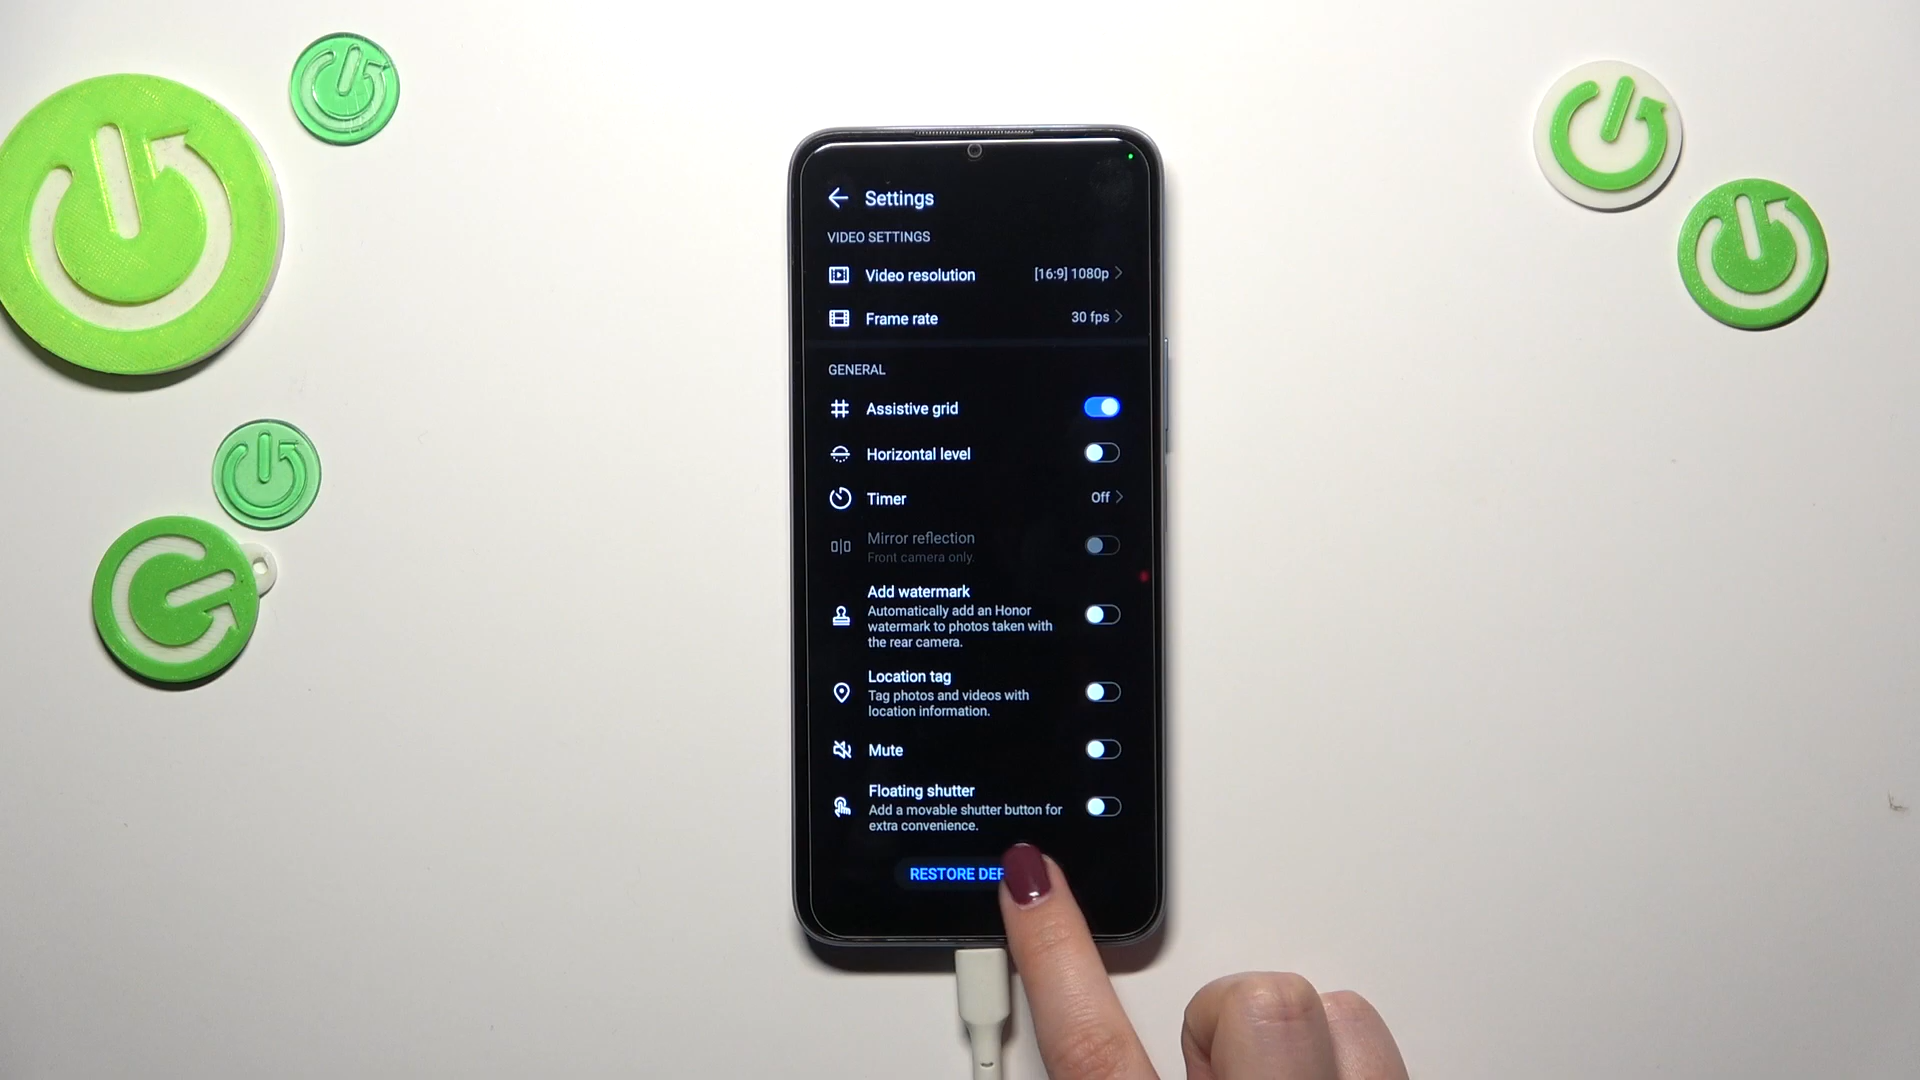 Settings
VIDEO SETTINGS
Video resolution [16:9] 1080p
Frame rate 30 fps
GENERAL
Assistive grid
Horizontal level
Timer Off
Mirror reflection
Front camera only.
Add watermark
Automatically add an Honor
watermark to photos taken with
the rear camera.
Location tag
Tag photos and videos with
location information.
Mute
Floating shutter
Add a movable shutter button for
extra convenience.
RESTORE